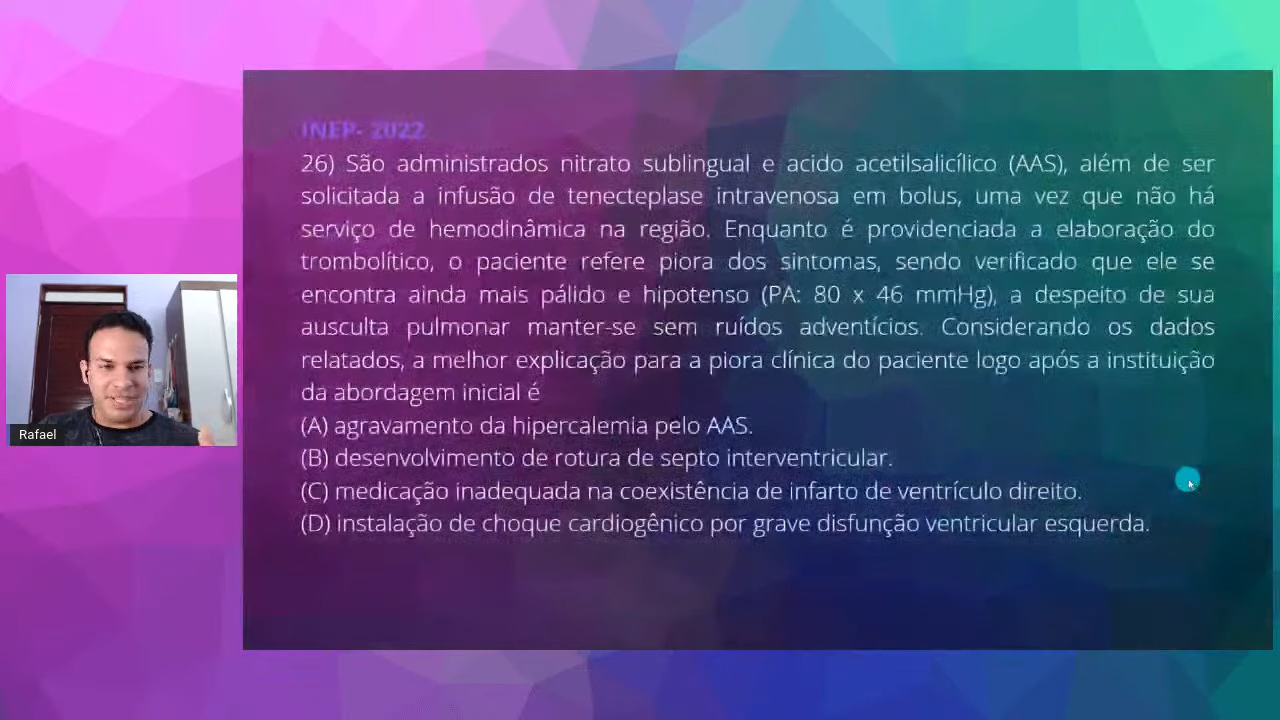 INEP- 2022
26) São administrados nitrato sublingual e acido acetilsalicílico (AAS), além de ser
solicitada a infusão de tenecteplase intravenosa em bolus, uma vez que não há
serviço de hemodinâmica na região. Enquanto é providenciada a elaboração do
trombolítico, o paciente refere piora dos sintomas, sendo verificado que ele se
encontra ainda mais pálido e hipotenso (PA: 80 x 46 mmHg), a despeito de sua
ausculta pulmonar manter-se sem ruídos adventícios. Considerando os dados
relatados, a melhor explicação para a piora clínica do paciente logo após a instituição
da abordagem inicial é
(A) agravamento da hipercalemia pelo AAS.
(B) desenvolvimento de rotura de septo interventricular.
(C) medicação inadequada na coexistência de infarto de ventrículo direito.
(D) instalação de choque cardiogênico por grave disfunção ventricular esquerda.
Rafael